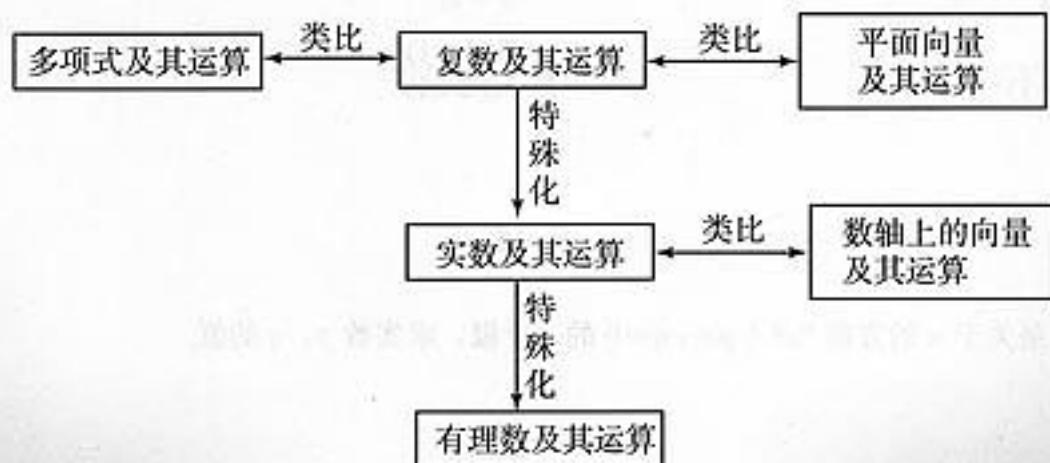 多项式及其运算
类比
复数及其运算
类比
平面向量
及其运算
特殊化
实数及其运算
类比
数轴上的向量
及其运算
特殊化
有理数及其运算